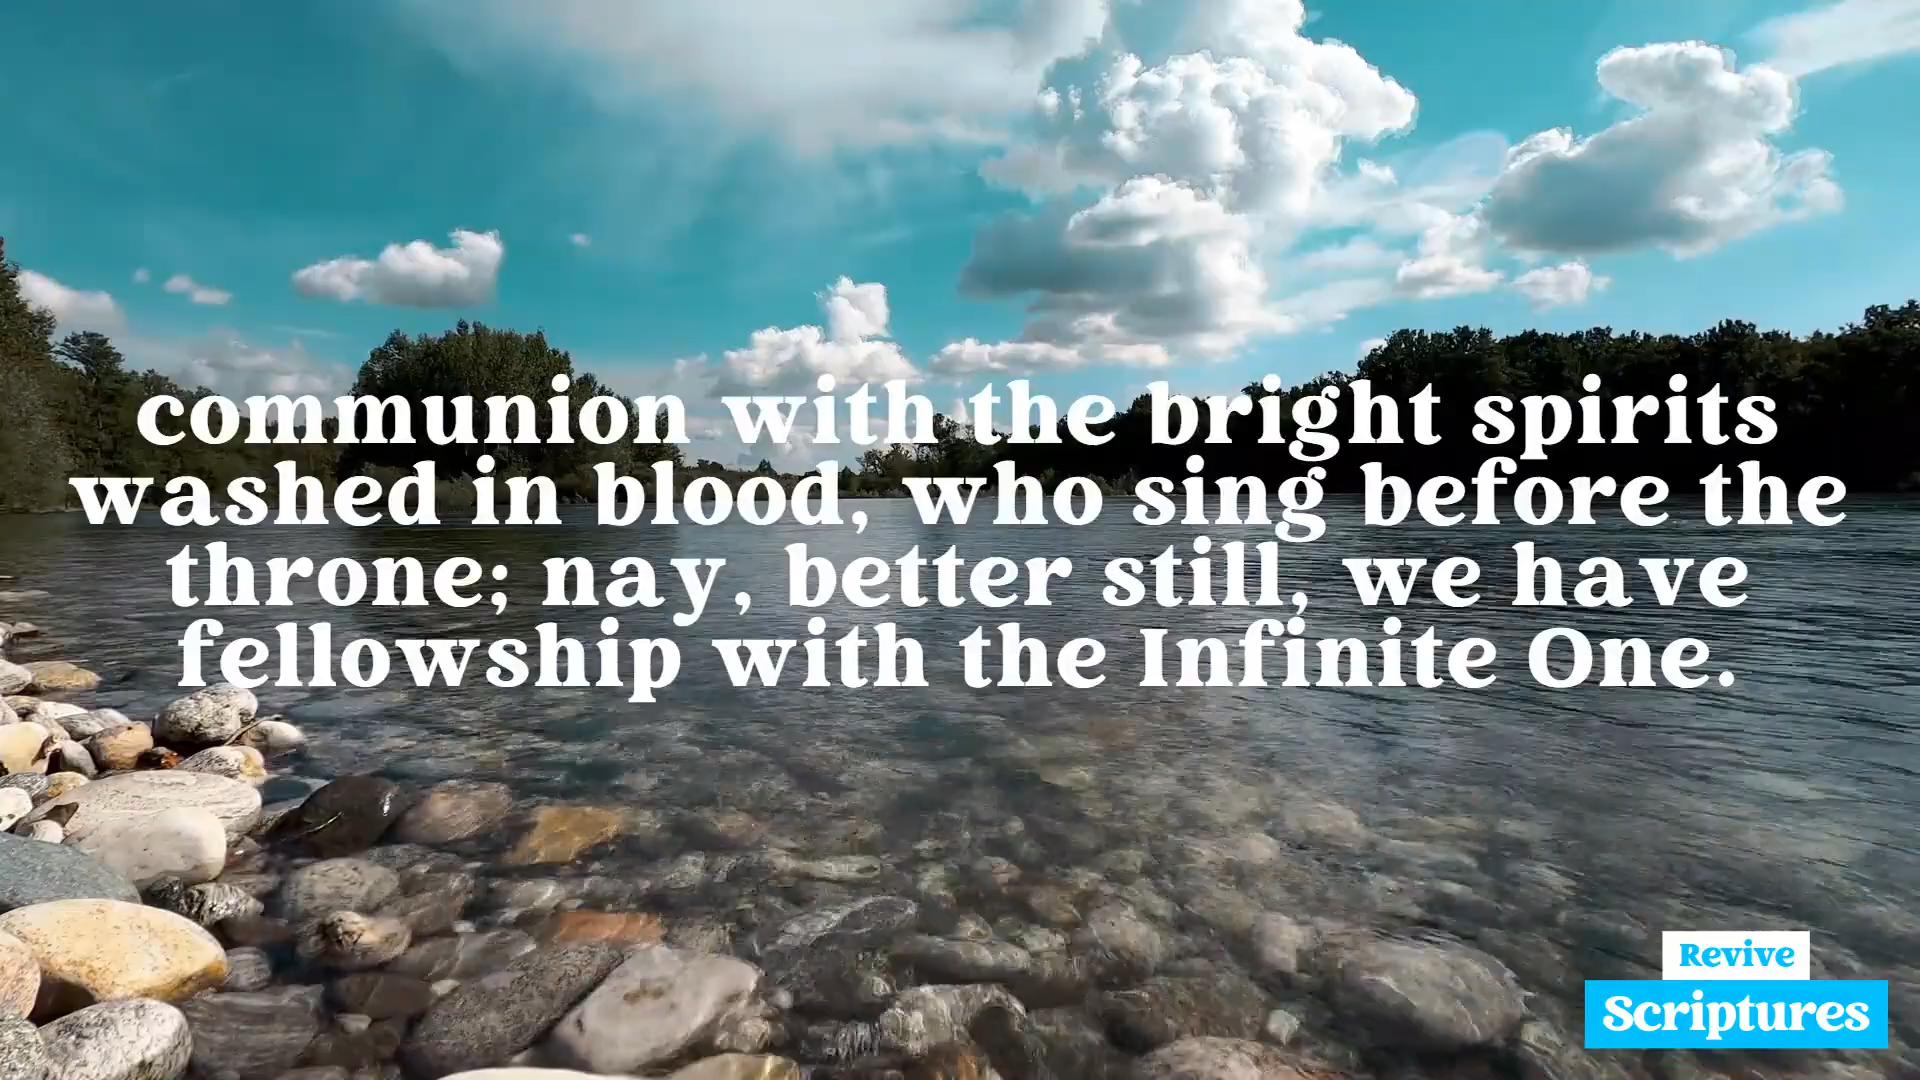 communion with the bright spirits
washed in blood, who sing before the
throne; nay, better still, we have
fellowship with the Infinite One.
Revive
Scriptures